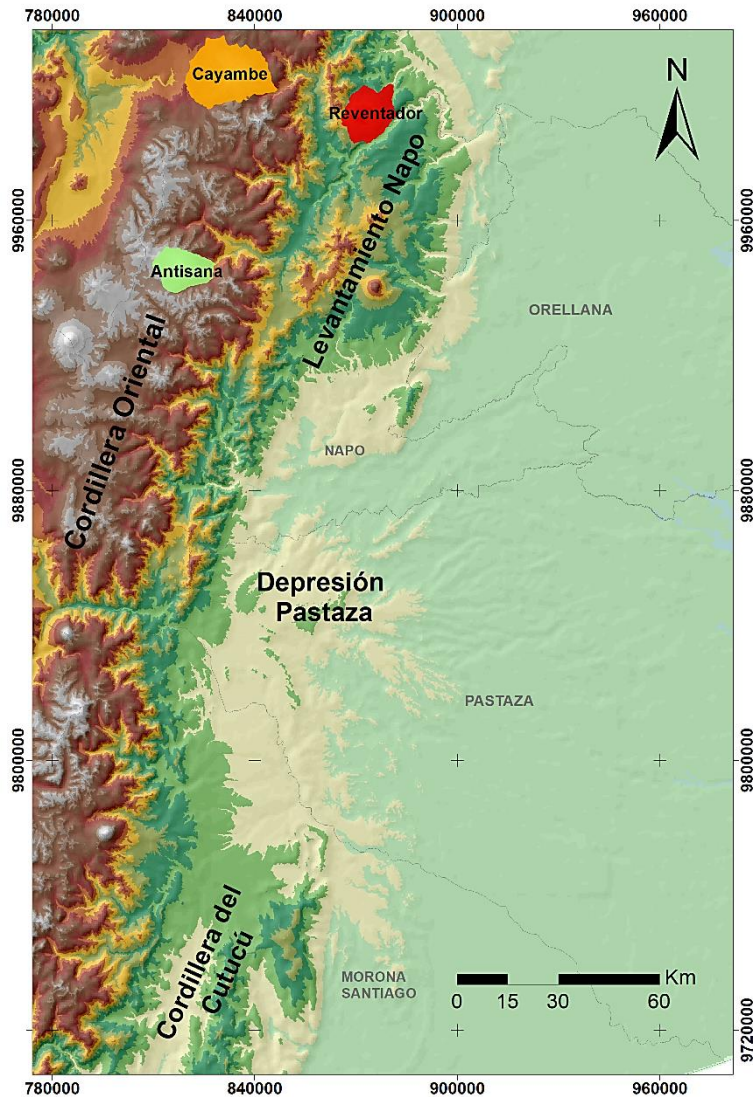 780000 840000 900000 960000
Cayambe
N
Reventador
9960000 9960000
Levantamiento Napo
Antisana
ORELLANA
Cordillera Oriental
NAPO
9880000 9880000
Depresión
Pastaza
PASTAZA
9800000 9800000
Cordillera del
Cutucú
MORONA
SANTIAGO
Km
0 15 30 60
9720000 9720000
780000 840000 900000 960000